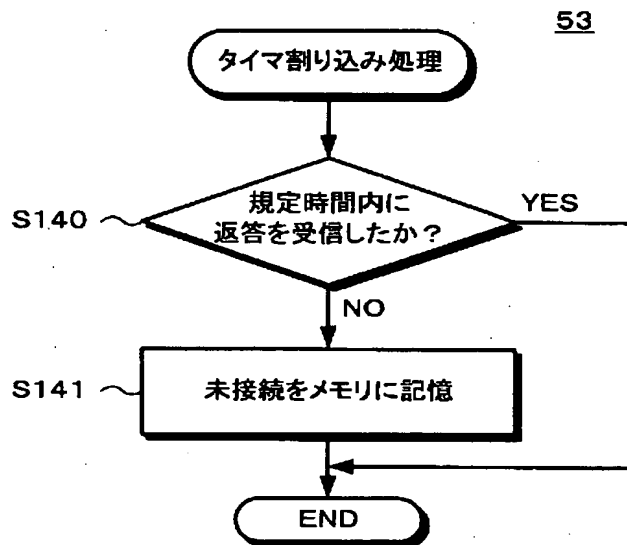 53
タイマ割り込み処理
S140
規定時間内に
返答を受信したか？
YES
NO
S141
未接続をメモリに記憶
END